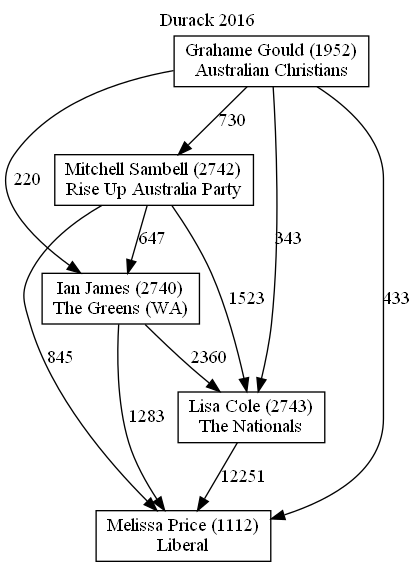 Durack 2016
Grahame Gould (1952)
Australian Christians
730
Mitchell Sambell (2742)
Rise Up Australia Party
220
647
343
Ian James (2740)
The Greens (WA)
1523
433
845
2360
1283
Lisa Cole (2743)
The Nationals
12251
Melissa Price (1112)
Liberal